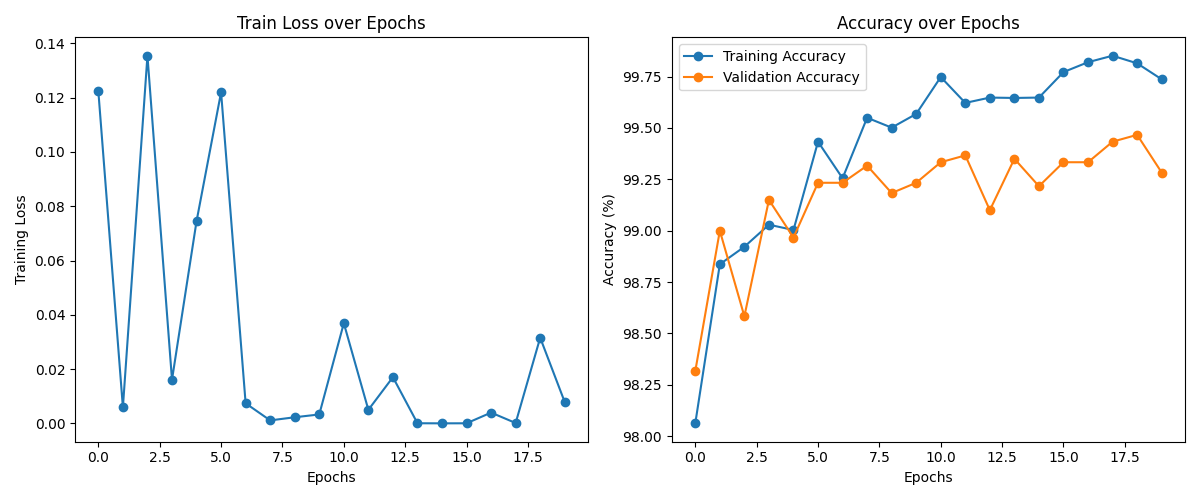 Train Loss over Epochs
0.14
0.12
0.10
0.08
0.06
0.04
0.02
0.00
Training Loss
0.0 2.5 5.0 7.5 10.0 12.5 15.0 17.5
Epochs
Accuracy over Epochs
Training Accuracy
Validation Accuracy
99.75
99.50
99.25
99.00
98.75
98.50
98.25
98.00
Accuracy (%)
0.0 2.5 5.0 7.5 10.0 12.5 15.0 17.5
Epochs